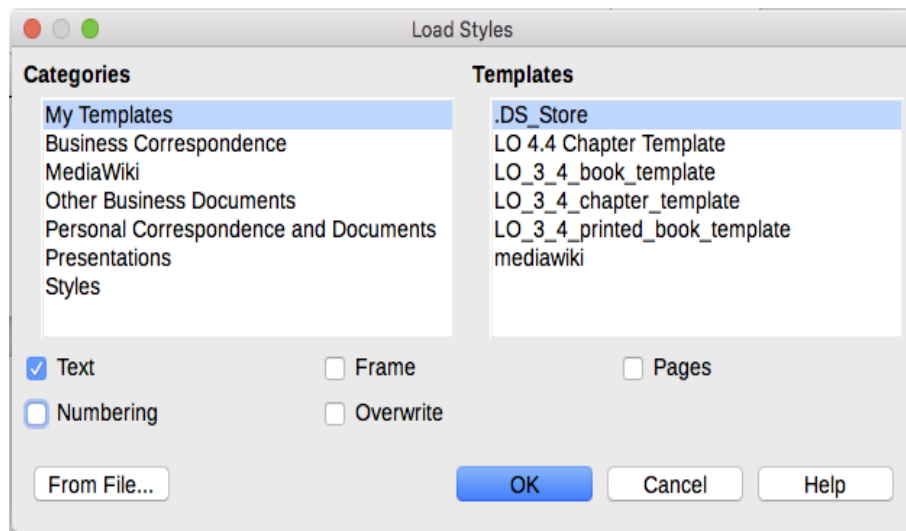 Load Styles
Categories
Templates
My Templates
Business Correspondence
MediaWiki
Other Business Documents
Personal Correspondence and Documents
Presentations
Styles
.DS_Store
LO 4.4 Chapter Template
LO_3_4_book_template
LO_3_4_chapter_template
LO_3_4_printed_book_template
mediawiki
Text
Frame
Pages
Numbering
Overwrite
From File...
OK
Cancel
Help